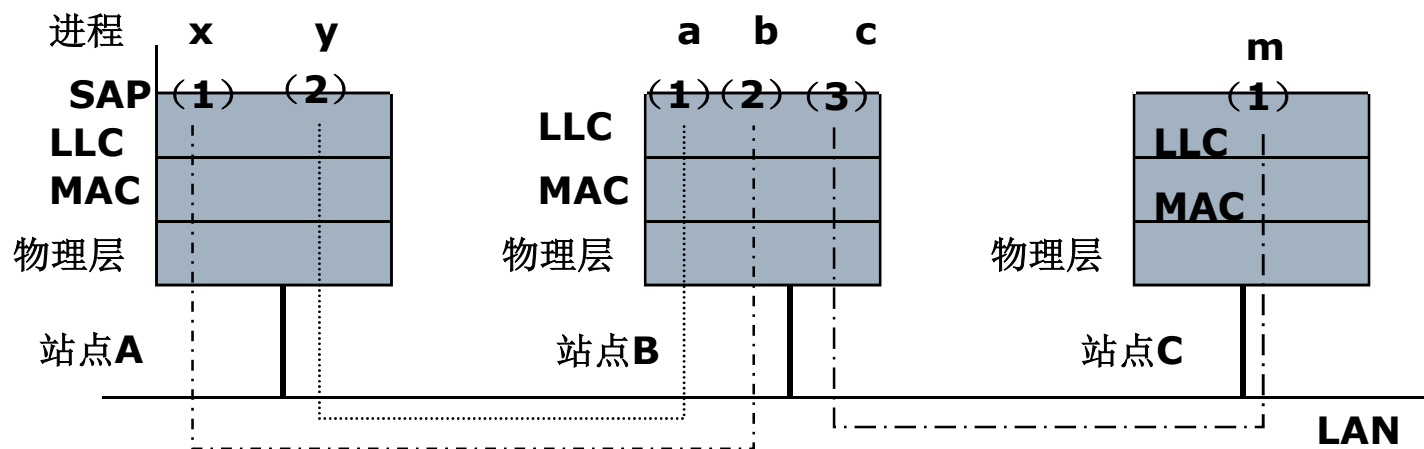 进程 x y a b c m
SAP （1） （2） （1） （2） （3） （1）
LLC LLC LLC
MAC MAC MAC
物理层 物理层 物理层
站点A 站点B 站点C
LAN